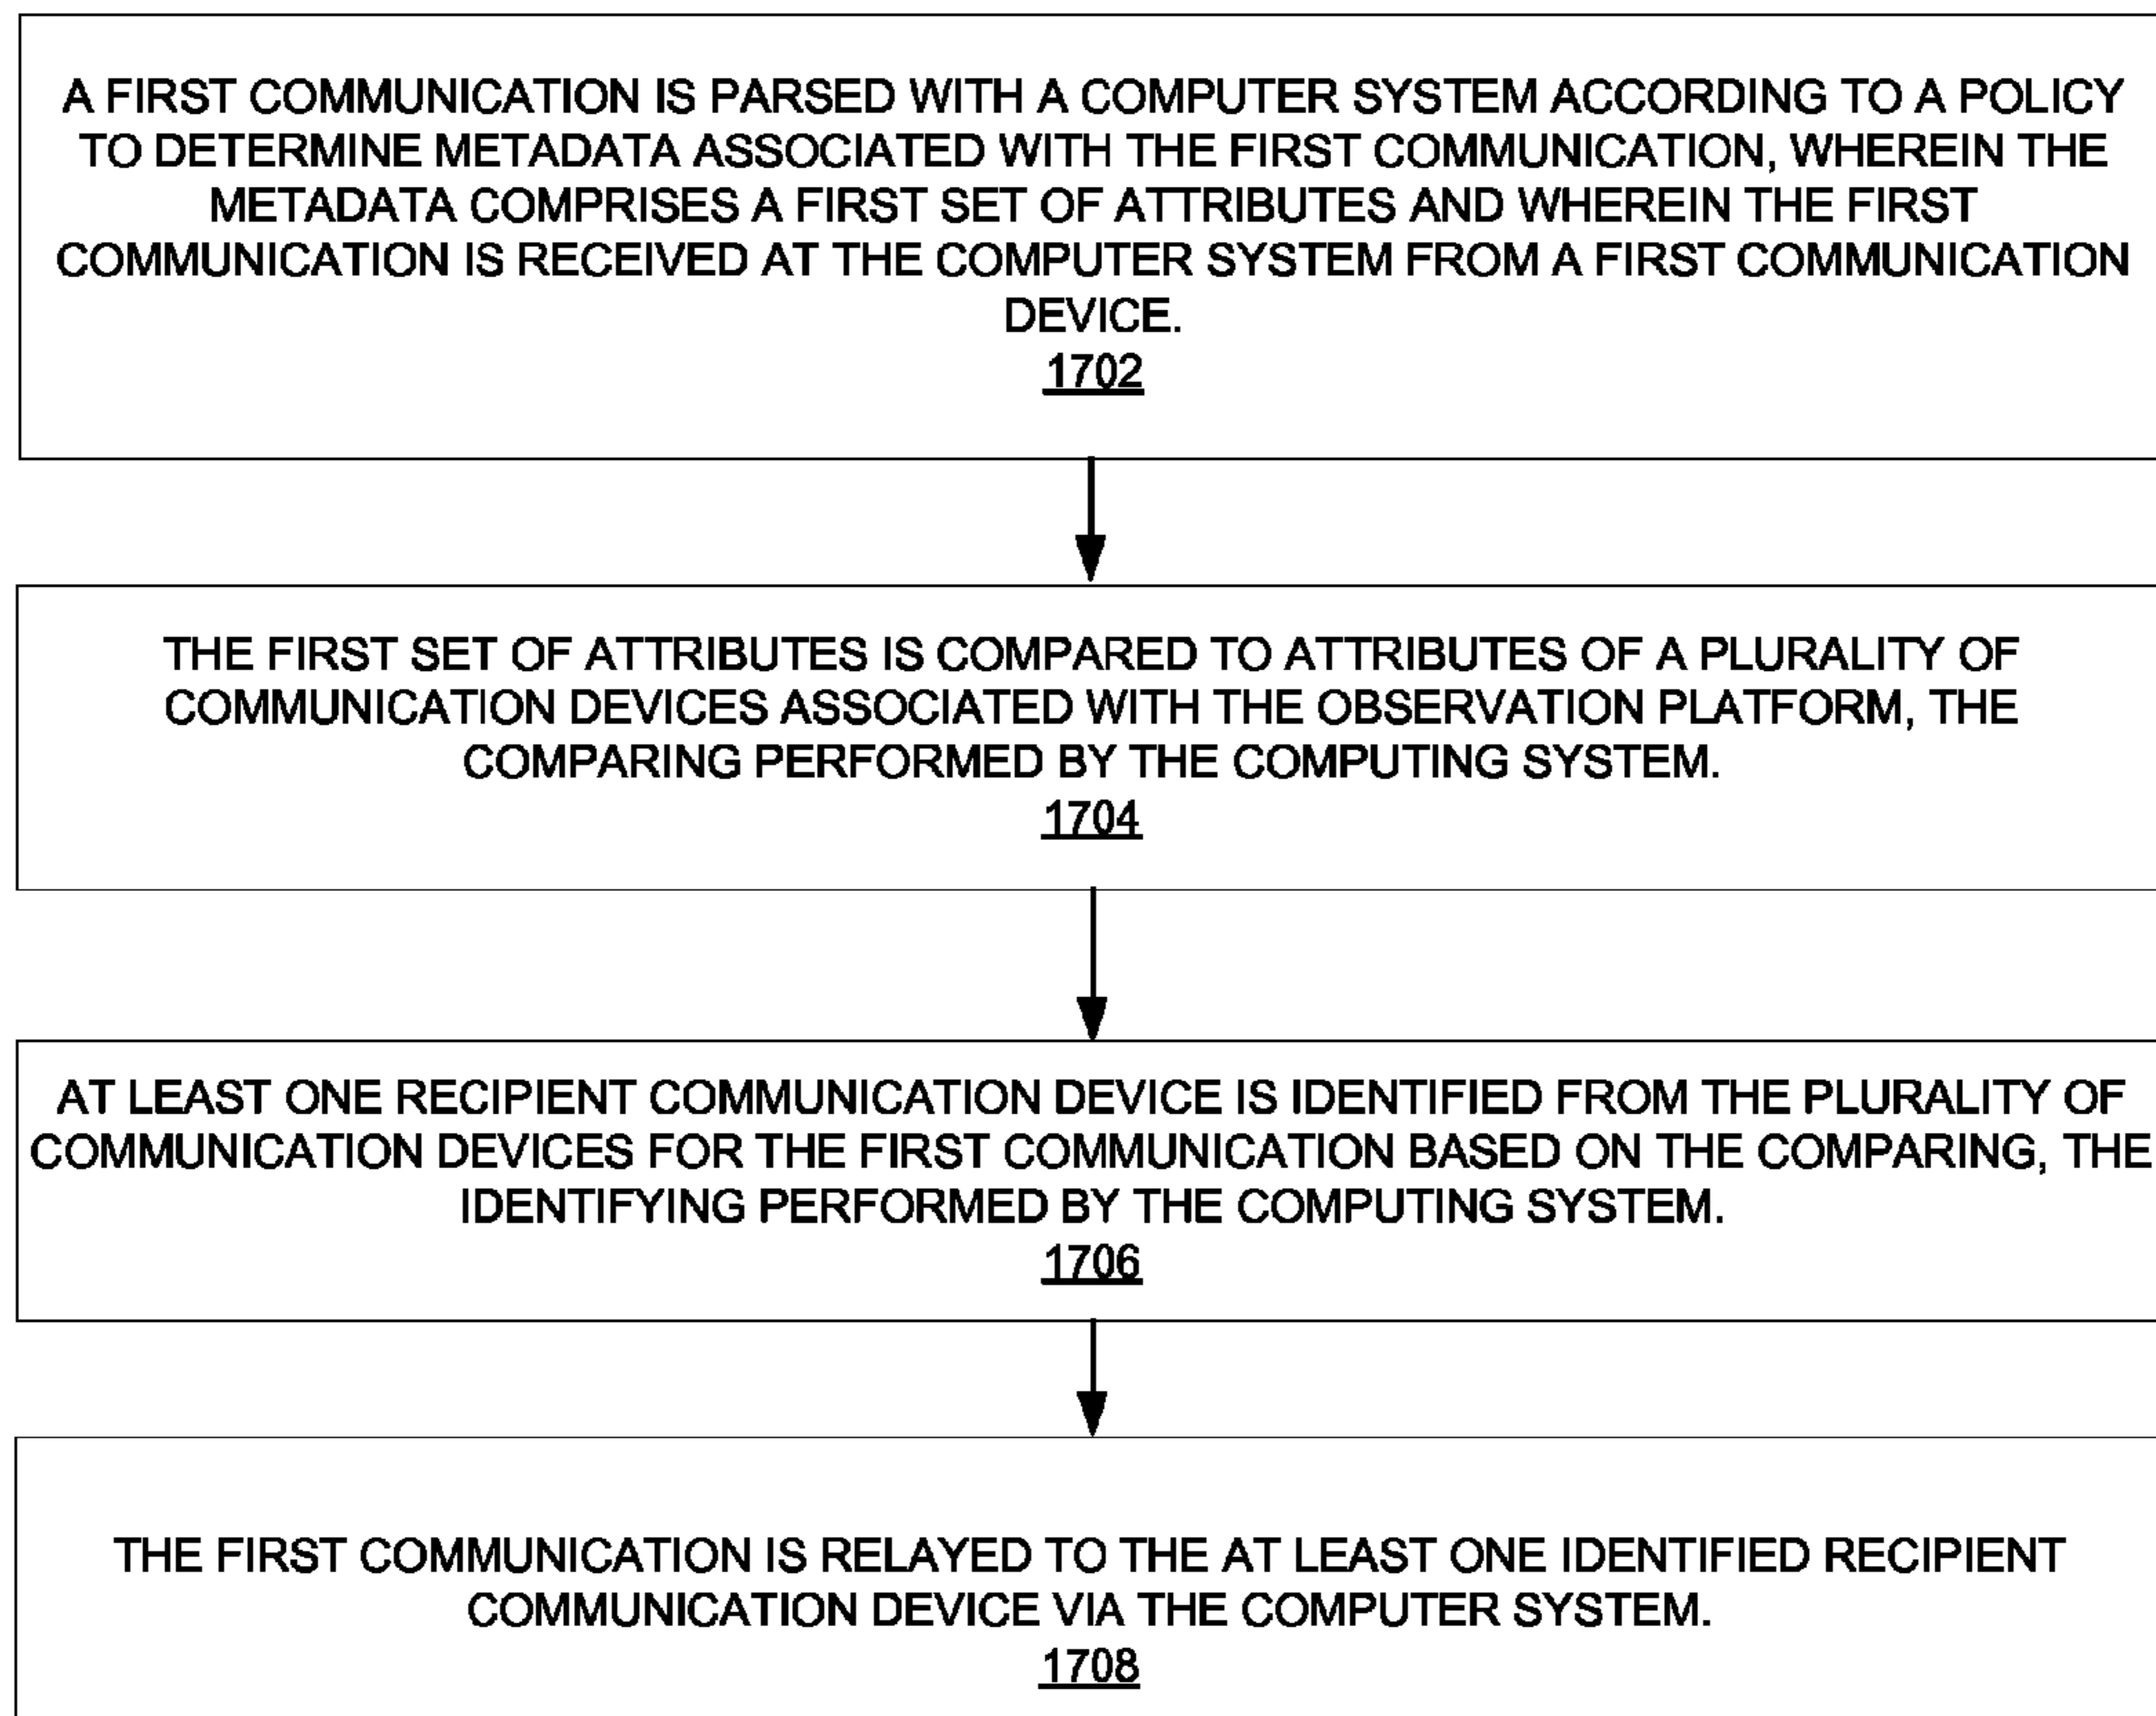 A FIRST COMMUNICATION IS PARSED WITH A COMPUTER SYSTEM ACCORDING TO A POLICY
TO DETERMINE METADATA ASSOCIATED WITH THE FIRST COMMUNICATION, WHEREIN THE
METADATA COMPRISES A FIRST SET OF ATTRIBUTES AND WHEREIN THE FIRST
COMMUNICATION IS RECEIVED AT THE COMPUTER SYSTEM FROM A FIRST COMMUNICATION
DEVICE.
1702
THE FIRST SET OF ATTRIBUTES IS COMPARED TO ATTRIBUTES OF A PLURALITY OF
COMMUNICATION DEVICES ASSOCIATED WITH THE OBSERVATION PLATFORM, THE
COMPARING PERFORMED BY THE COMPUTING SYSTEM.
1704
AT LEAST ONE RECIPIENT COMMUNICATION DEVICE IS IDENTIFIED FROM THE PLURALITY OF
COMMUNICATION DEVICES FOR THE FIRST COMMUNICATION BASED ON THE COMPARING, THE
IDENTIFYING PERFORMED BY THE COMPUTING SYSTEM.
1706
THE FIRST COMMUNICATION IS RELAYED TO THE AT LEAST ONE IDENTIFIED RECIPIENT
COMMUNICATION DEVICE VIA THE COMPUTER SYSTEM.
1708